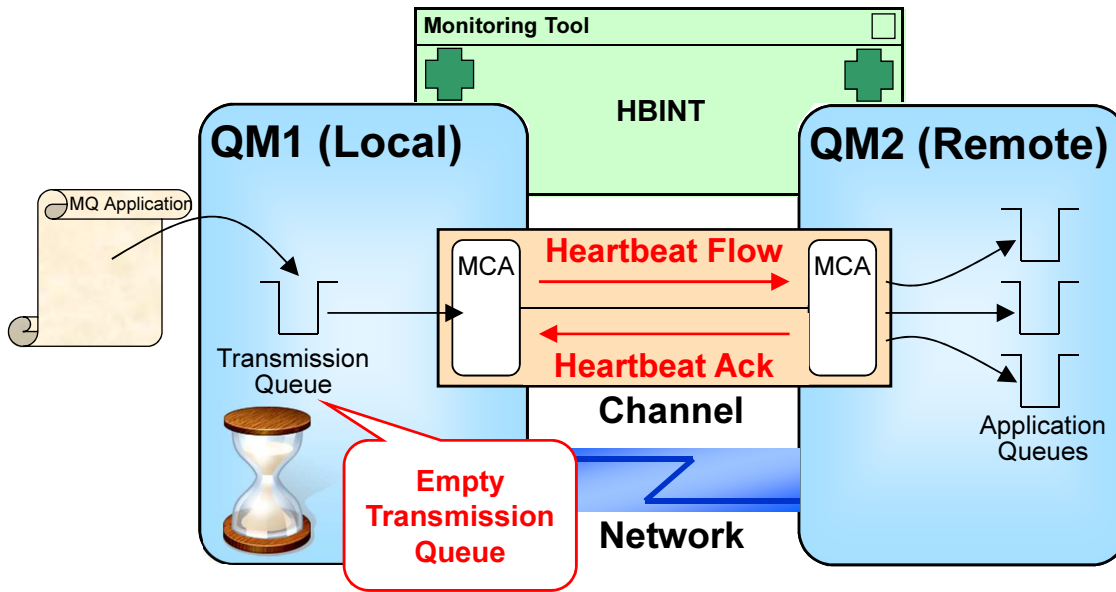 Monitoring Tool
HBINT
QM1 (Local)
QM2 (Remote)
MQ Application
MCA
Heartbeat Flow
MCA
Heartbeat Ack
Transmission
Queue
Channel
Application
Queues
Empty
Transmission
Queue
Network